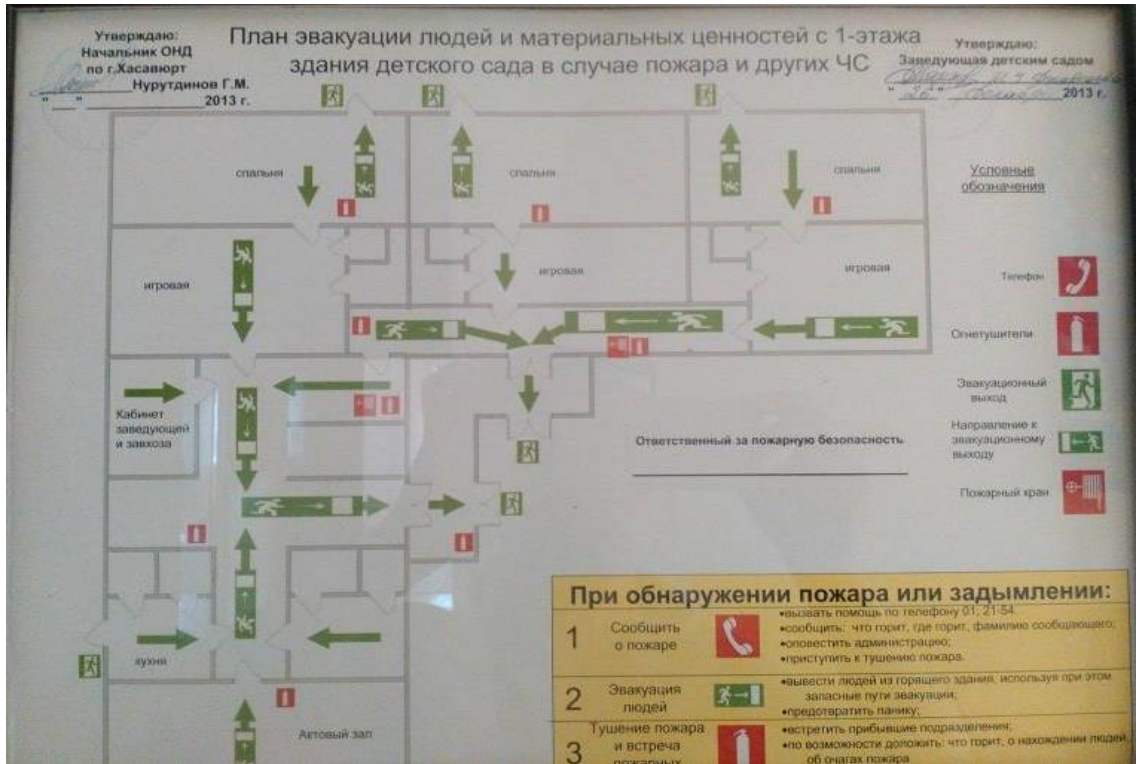 Утверждаю:
Начальник ОНД
по г.Хасавюрт
Нурутдинов Г.М.
"   "   2013 г.
План эвакуации людей и материальных ценностей с 1-этажа
здания детского сада в случае пожара и других ЧС
Утверждаю:
Заведующая детским садом
"26" декабря 2013 г.
спальня
спальня
спальня
игровая
игровая
игровая
Кабинет
заведующей
и завхоза
кухня
Актовый зал
Ответственный за пожарную безопасность
Условные
обозначения
Телефон
Огнетушители
Эвакуационный
выход
Направление к
эвакуационному
выходу
Пожарный кран
При обнаружении пожара или задымлении:
1
Сообщить
о пожаре
•вызвать помощь по телефону 01, 21-54.
•сообщить: что горит, где горит, фамилию сообщающего;
•оповестить администрацию;
•приступить к тушению пожара.
2
Эвакуация
людей
•вывести людей из горящего здания, используя при этом
запасные пути эвакуации;
•предотвратить панику;
3
Тушение пожара
и встреча
пожарных
•встретить прибывшие подразделения;
•по возможности доложить: что горит, о нахождении людей,
об очагах пожара